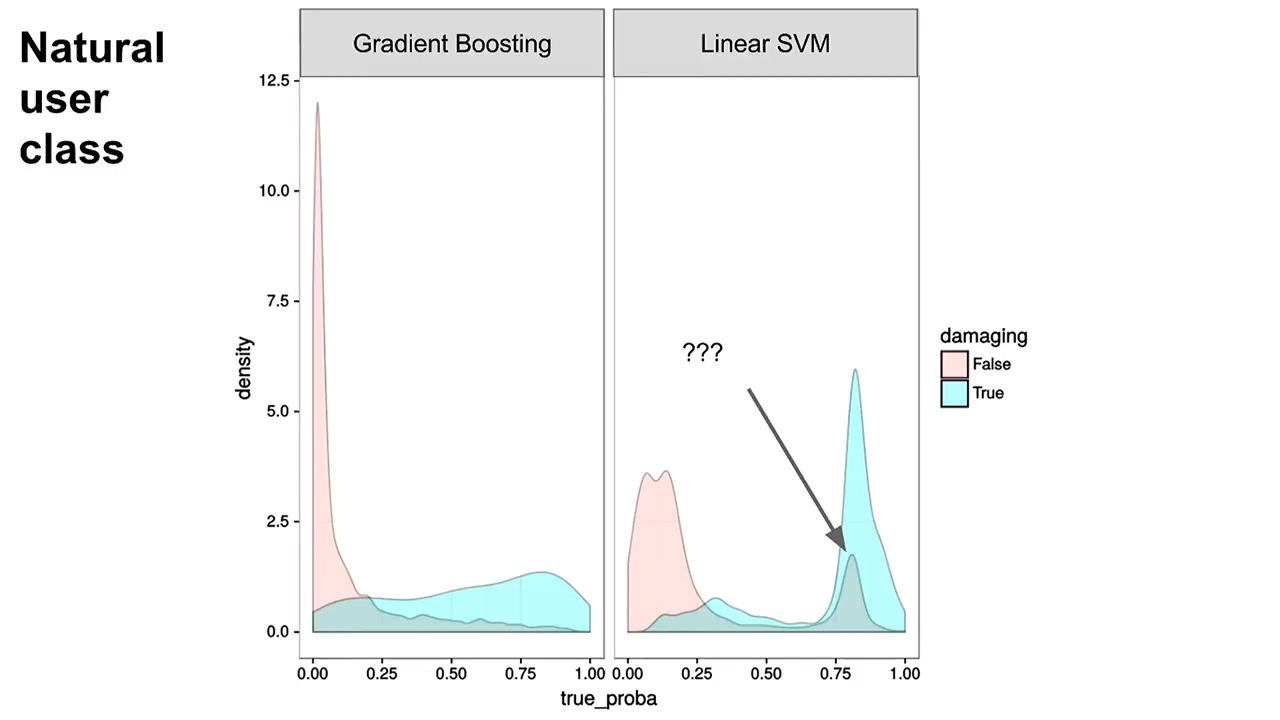 Natural
user
class
Gradient Boosting
Linear SVM
12.5
10.0
7.5
5.0
2.5
0.0
density
???
0.00 0.25 0.50 0.75 1.00
0.00 0.25 0.50 0.75 1.00
true_proba
damaging
False
True